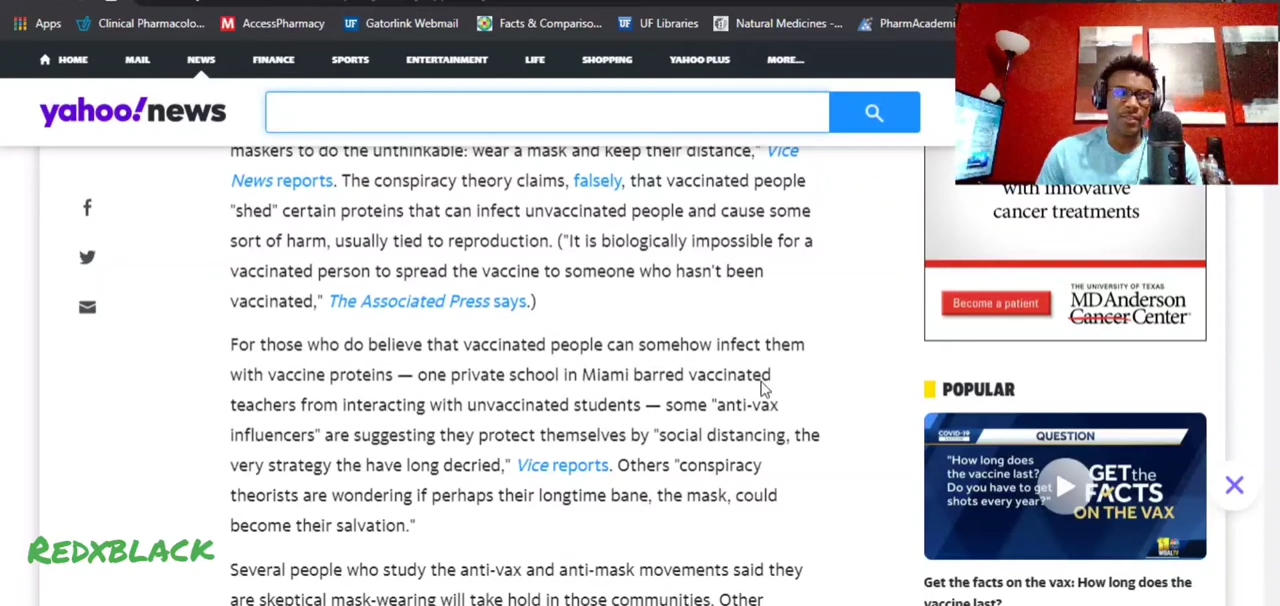 Apps Clinical Pharmacolo... AccessPharmacy UF Gatorlink Webmail Facts & Compariso... UF UF Libraries Natural Medicines -... PharmAcademi
HOME MAIL NEWS FINANCE SPORTS ENTERTAINMENT LIFE SHOPPING YAHOO PLUS MORE...
yahoo!news
maskers to do the unthinkable: wear a mask and keep their distance," Vice
News reports. The conspiracy theory claims, falsely, that vaccinated people
"shed" certain proteins that can infect unvaccinated people and cause some
sort of harm, usually tied to reproduction. ("It is biologically impossible for a
vaccinated person to spread the vaccine to someone who hasn't been
vaccinated," The Associated Press says.)
For those who do believe that vaccinated people can somehow infect them
with vaccine proteins — one private school in Miami barred vaccinated
teachers from interacting with unvaccinated students — some "anti-vax
influencers" are suggesting they protect themselves by "social distancing, the
very strategy the have long decried," Vice reports. Others "conspiracy
theorists are wondering if perhaps their longtime bane, the mask, could
become their salvation."
Several people who study the anti-vax and anti-mask movements said they
are skeptical mask-wearing will take hold in those communities. Other
REDXBLACK
with innovative
cancer treatments
Become a patient
THE UNIVERSITY OF TEXAS
MD Anderson
Cancer Center
POPULAR
COVID-19
QUESTION
"How long does
the vaccine last?
Do you have to get
shots every year?"
GET the
FACTS
ON THE VAX
WBALTV
Get the facts on the vax: How long does the
vaccine last?